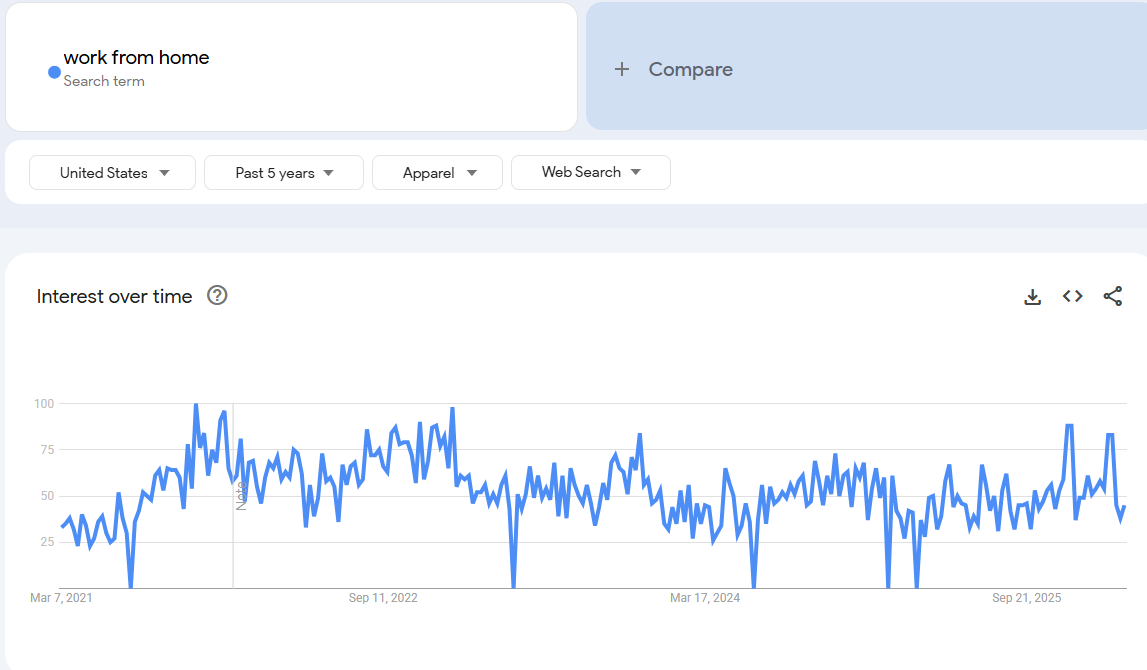 work from home
Search term
+ Compare
United States
Past 5 years
Apparel
Web Search
Interest over time
100
75
50
25
Note
Mar 7, 2021
Sep 11, 2022
Mar 17, 2024
Sep 21, 2025